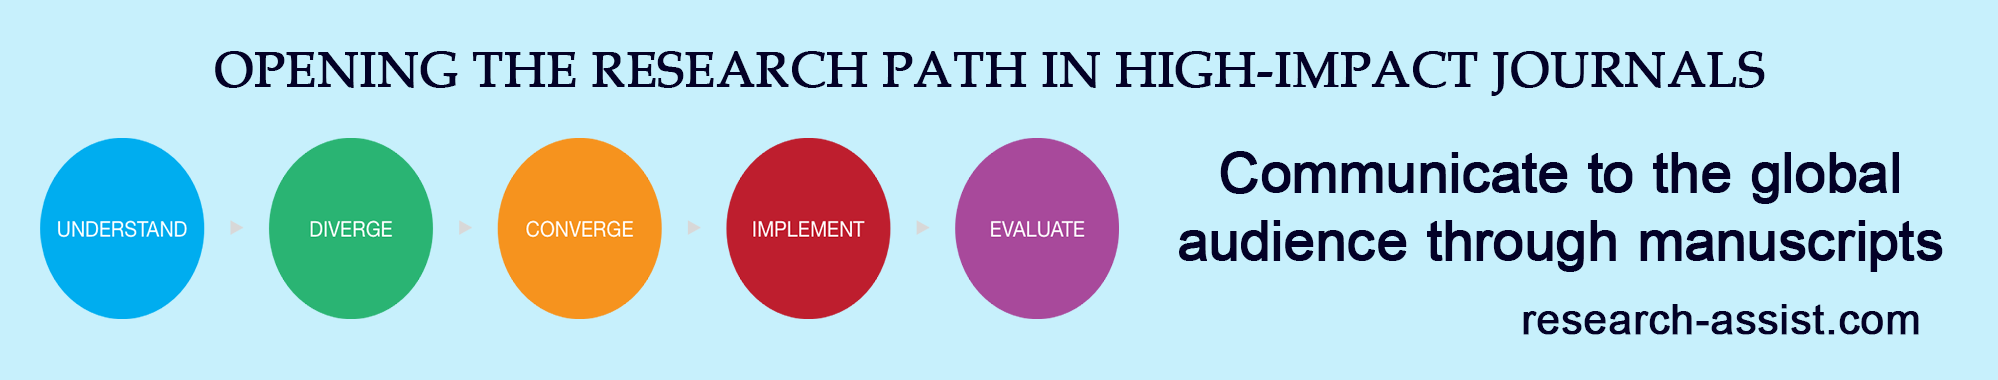 OPENING THE RESEARCH PATH IN HIGH-IMPACT JOURNALS
UNDERSTAND
DIVERGE
CONVERGE
IMPLEMENT
EVALUATE
Communicate to the global
audience through manuscripts
research-assist.com